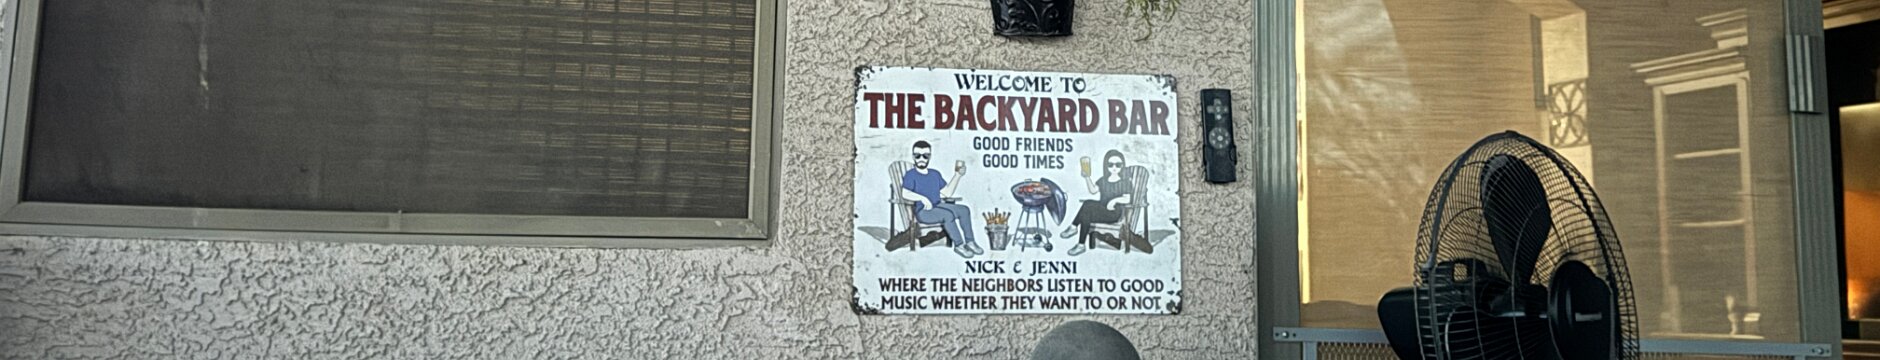 WELCOME TO
THE BACKYARD BAR
GOOD FRIENDS
GOOD TIMES
NICK & JENNI
WHERE THE NEIGHBORS LISTEN TO GOOD
MUSIC WHETHER THEY WANT TO OR NOT